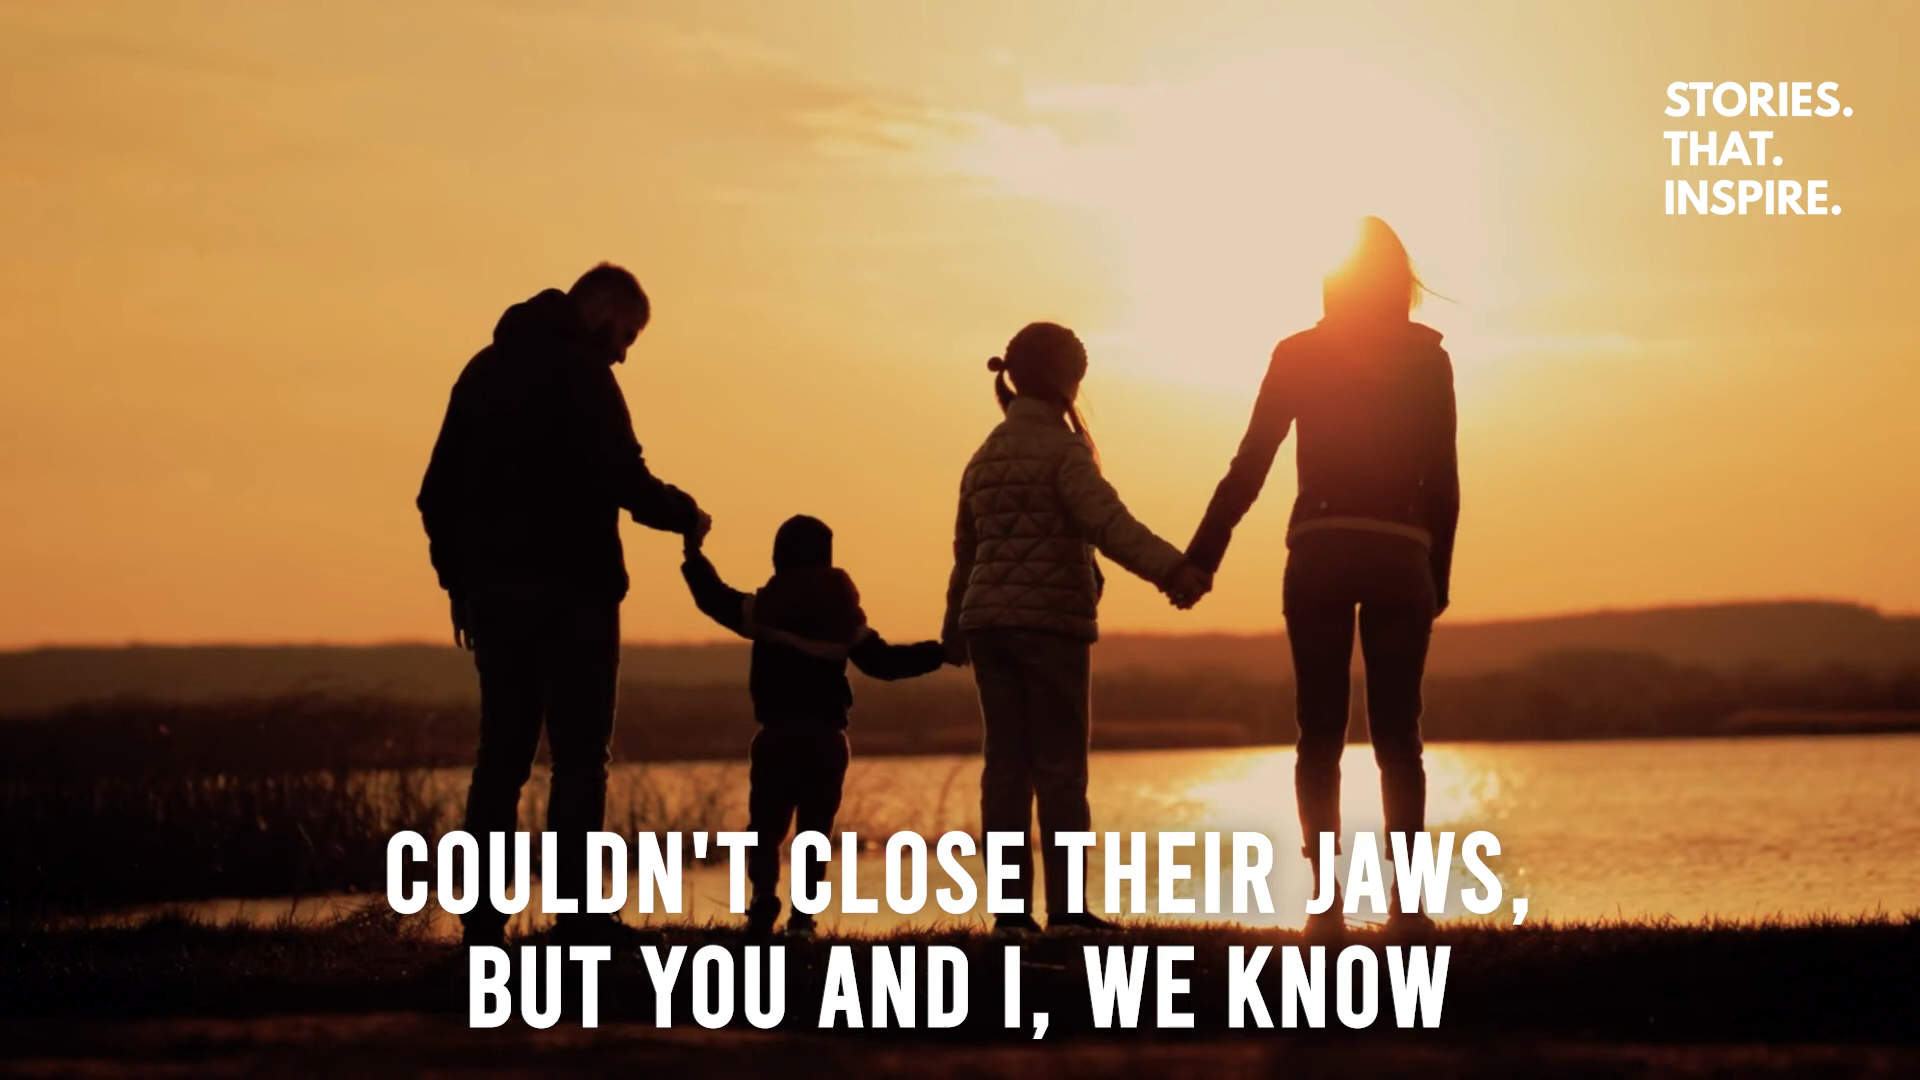 STORIES.
THAT.
INSPIRE.
COULDN'T CLOSE THEIR JAWS,
BUT YOU AND I, WE KNOW